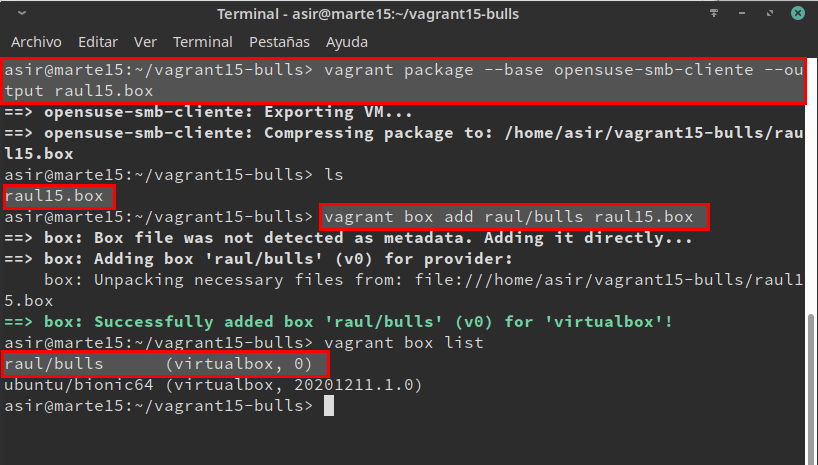 Terminal - asir@marte15:~/vagrant15-bulls
Archivo Editar Ver Terminal Pestañas Ayuda
asir@marte15:~/vagrant15-bulls> vagrant package --base opensuse-smb-cliente --ou
tput raul15.box
==> opensuse-smb-cliente: Exporting VM...
==> opensuse-smb-cliente: Compressing package to: /home/asir/vagrant15-bulls/rau
l15.box
asir@marte15:~/vagrant15-bulls> ls
raul15.box
asir@marte15:~/vagrant15-bulls> vagrant box add raul/bulls raul15.box
==> box: Box file was not detected as metadata. Adding it directly...
==> box: Adding box 'raul/bulls' (v0) for provider:
    box: Unpacking necessary files from: file:///home/asir/vagrant15-bulls/raul1
5.box
==> box: Successfully added box 'raul/bulls' (v0) for 'virtualbox'!
asir@marte15:~/vagrant15-bulls> vagrant box list
raul/bulls      (virtualbox, 0)
ubuntu/bionic64 (virtualbox, 20201211.1.0)
asir@marte15:~/vagrant15-bulls>